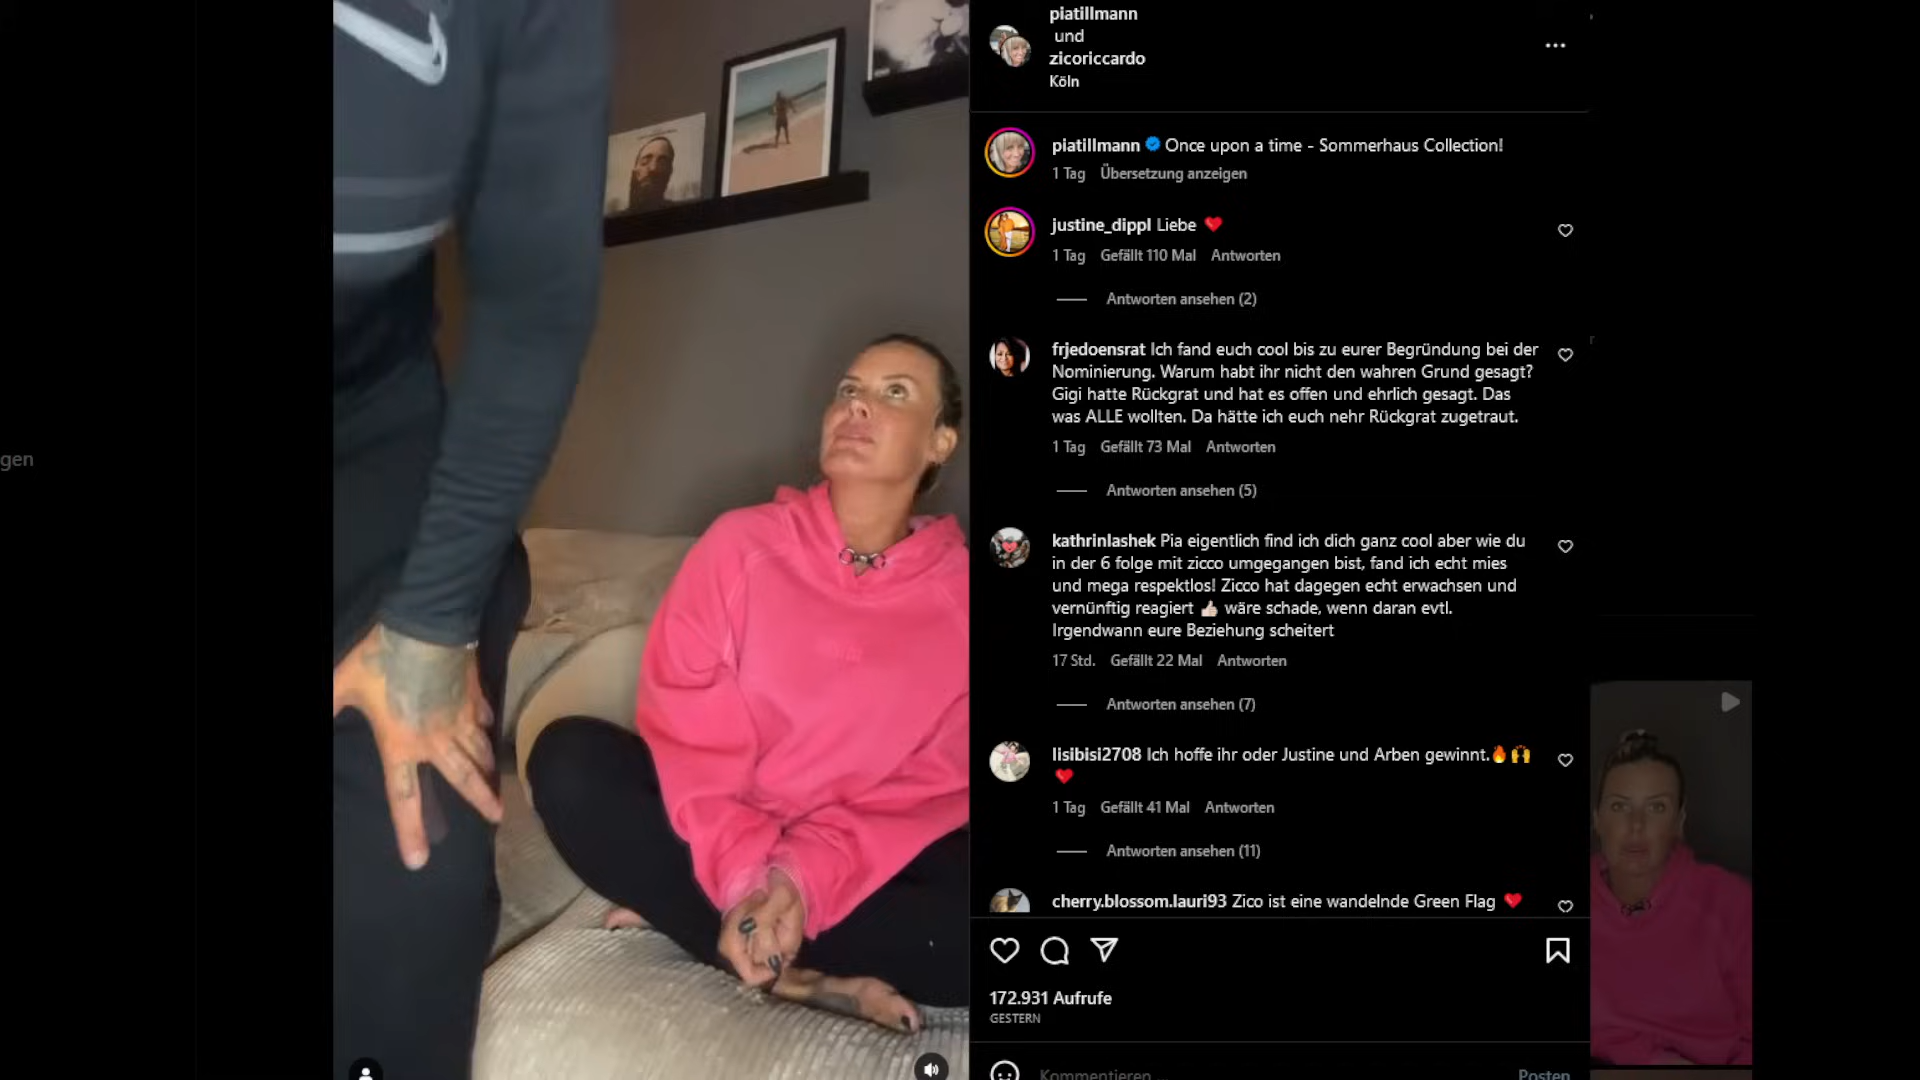 piatillmann
und
zicoriccardo
Köln
piatillmann Once upon a time - Sommerhaus Collection!
1 Tag Übersetzung anzeigen
justine_dippl Liebe ❤️
1 Tag Gefällt 110 Mal Antworten
Antworten ansehen (2)
frjedoensrat Ich fand euch cool bis zu eurer Begründung bei der
Nominierung. Warum habt ihr nicht den wahren Grund gesagt?
Gigi hatte Rückgrat und hat es offen und ehrlich gesagt. Das
was ALLE wollten. Da hätte ich euch nehr Rückgrat zugetraut.
1 Tag Gefällt 73 Mal Antworten
Antworten ansehen (5)
gen
kathrinlashek Pia eigentlich find ich dich ganz cool aber wie du
in der 6 folge mit zicco umgegangen bist, fand ich echt mies
und mega respektlos! Zicco hat dagegen echt erwachsen und
vernünftig reagiert 👍🏻 wäre schade, wenn daran evtl.
Irgendwann eure Beziehung scheitert
17 Std. Gefällt 22 Mal Antworten
Antworten ansehen (7)
lisibisi2708 Ich hoffe ihr oder Justine und Arben gewinnt.🔥🙌
❤️
1 Tag Gefällt 41 Mal Antworten
Antworten ansehen (11)
cherry.blossom.lauri93 Zico ist eine wandelnde Green Flag ❤️
172.931 Aufrufe
GESTERN
Kommentieren ...
Posten